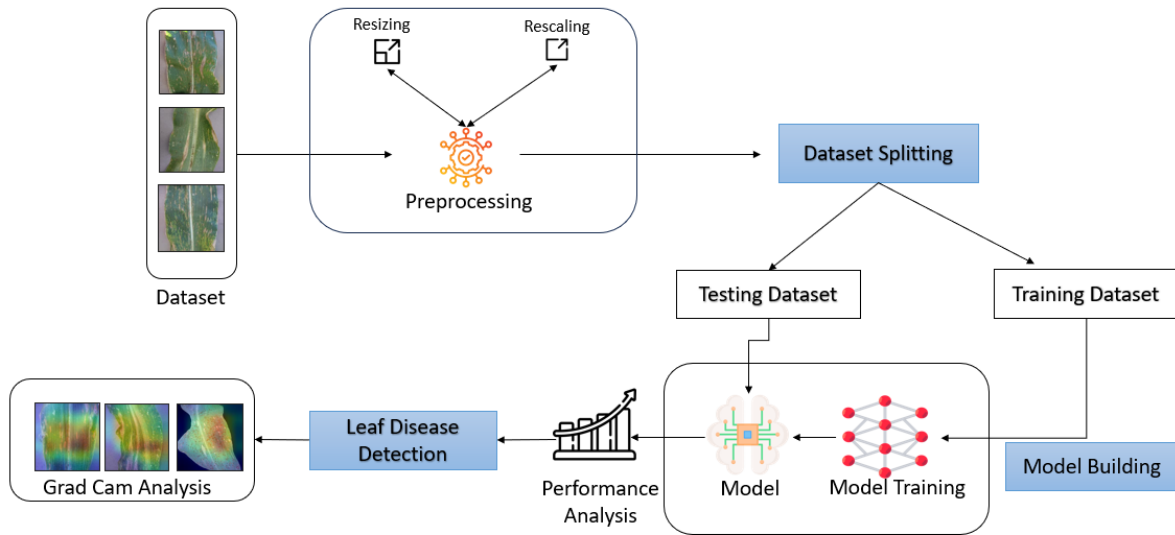 Resizing
Rescaling
Preprocessing
Dataset
Dataset Splitting
Testing Dataset
Training Dataset
Model Building
Model Training
Model
Performance
Analysis
Leaf Disease
Detection
Grad Cam Analysis